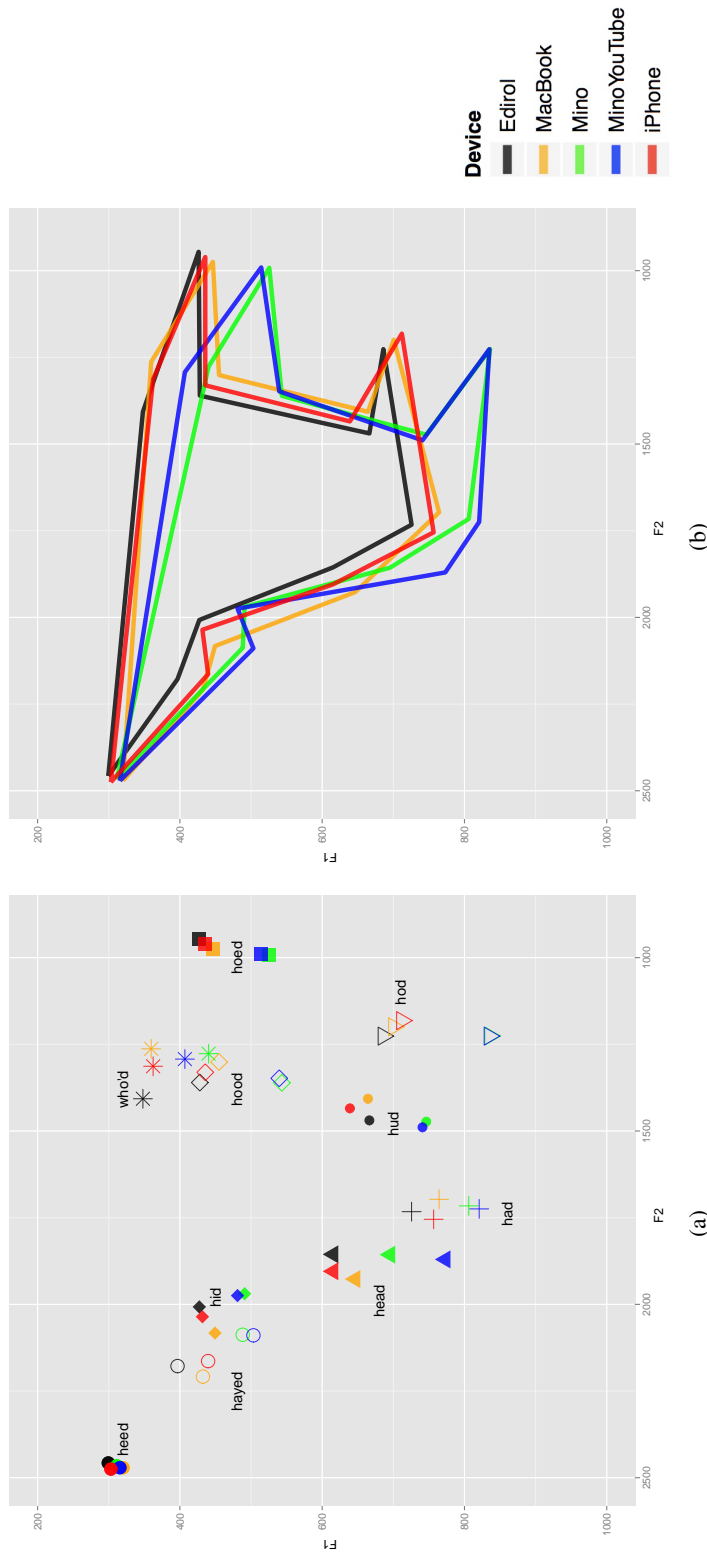 200
400
600
800
1000
F1
1000
1500
2000
2500
F2
(b)
Device
Edirol
MacBook
Mino
MinoYouTube
iPhone
200
400
600
800
1000
F1
1000
1500
2000
2500
F2
who'd
hoed
hood
hod
hud
had
head
hid
hayed
heed
(a)